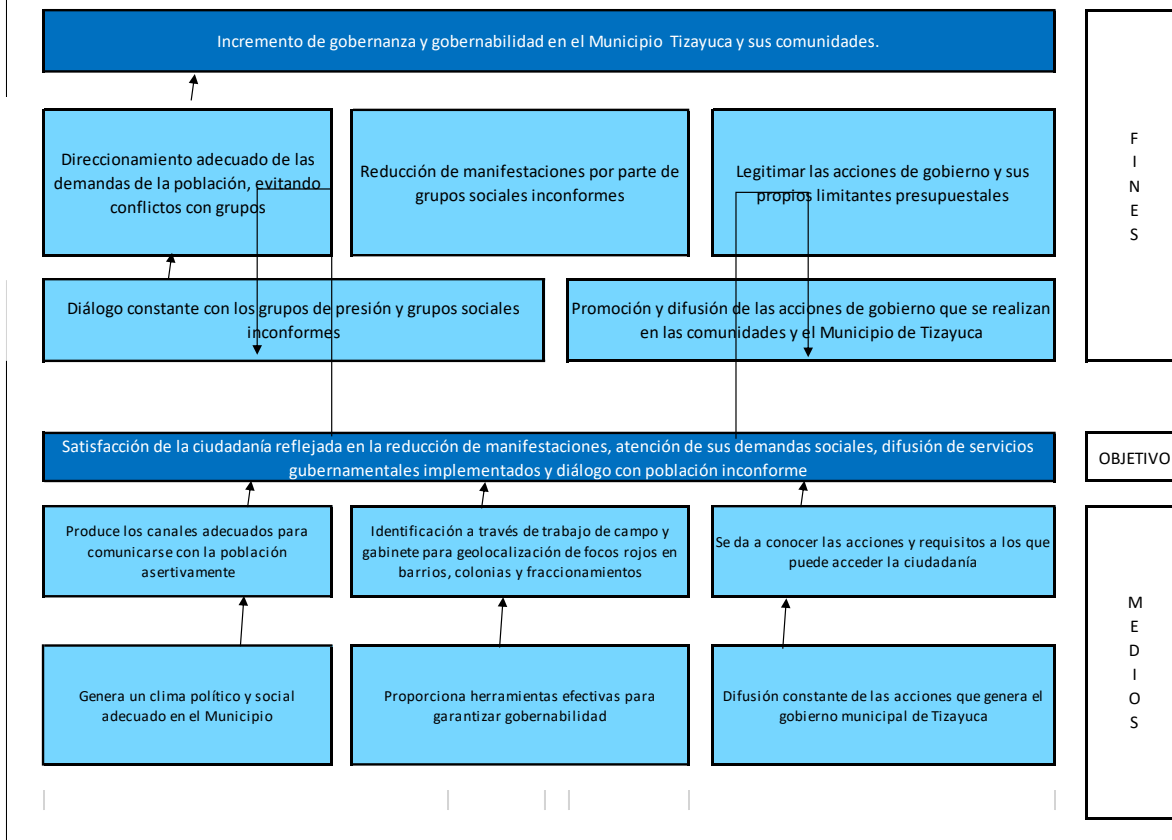 Incremento de gobernanza y gobernabilidad en el Municipio  Tizayuca y sus comunidades.
Direccionamiento adecuado de las
demandas de la población, evitando
conflictos con grupos
Reducción de manifestaciones por parte de
grupos sociales inconformes
Legitimar las acciones de gobierno y sus
propios limitantes presupuestales
F
I
N
E
S
Diálogo constante con los grupos de presión y grupos sociales
inconformes
Promoción y difusión de las acciones de gobierno que se realizan
en las comunidades y el Municipio de Tizayuca
Satisfacción de la ciudadanía reflejada en la reducción de manifestaciones, atención de sus demandas sociales, difusión de servicios
gubernamentales implementados y diálogo con población inconforme
OBJETIVO
Produce los canales adecuados para
comunicarse con la población
asertivamente
Identificación a través de trabajo de campo y
gabinete para geolocalización de focos rojos en
barrios, colonias y fraccionamientos
Se da a conocer las acciones y requisitos a los que
puede acceder la ciudadanía
M
E
D
I
O
S
Genera un clima político y social
adecuado en el Municipio
Proporciona herramientas efectivas para
garantizar gobernabilidad
Difusión constante de las acciones que genera el
gobierno municipal de Tizayuca